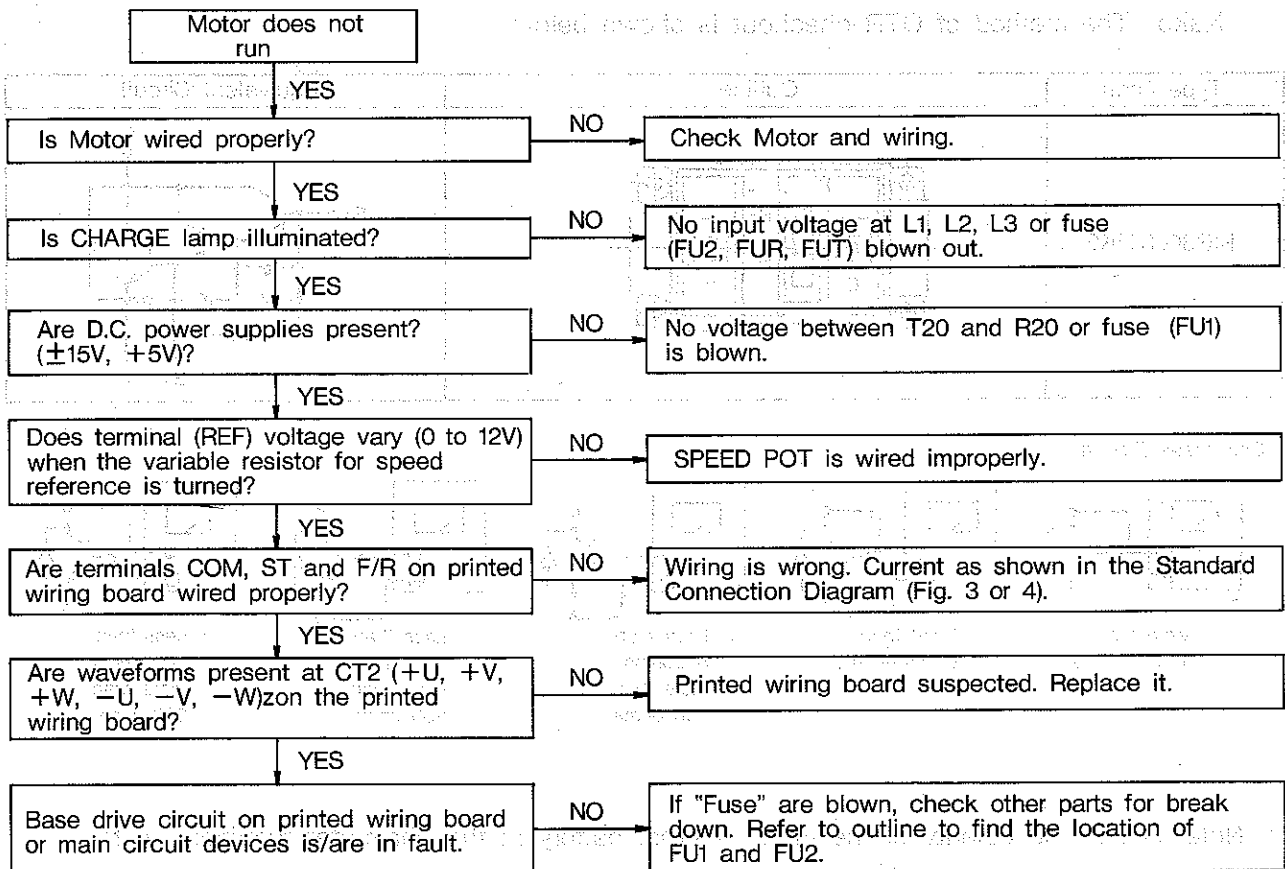 Motor does not
run
YES
Is Motor wired properly?
NO
Check Motor and wiring.
YES
Is CHARGE lamp illuminated?
NO
No input voltage at L1, L2, L3 or fuse
(FU2, FUR, FUT) blown out.
YES
Are D.C. power supplies present?
(±15V, +5V)?
NO
No voltage between T20 and R20 or fuse (FU1)
is blown.
YES
Does terminal (REF) voltage vary (0 to 12V)
when the variable resistor for speed
reference is turned?
NO
SPEED POT is wired improperly.
YES
Are terminals COM, ST and F/R on printed
wiring board wired properly?
NO
Wiring is wrong. Current as shown in the Standard
Connection Diagram (Fig. 3 or 4).
YES
Are waveforms present at CT2 (+U, +V,
+W, −U, −V, −W)zon the printed
wiring board?
NO
Printed wiring board suspected. Replace it.
YES
Base drive circuit on printed wiring board
or main circuit devices is/are in fault.
NO
If "Fuse" are blown, check other parts for break
down. Refer to outline to find the location of
FU1 and FU2.